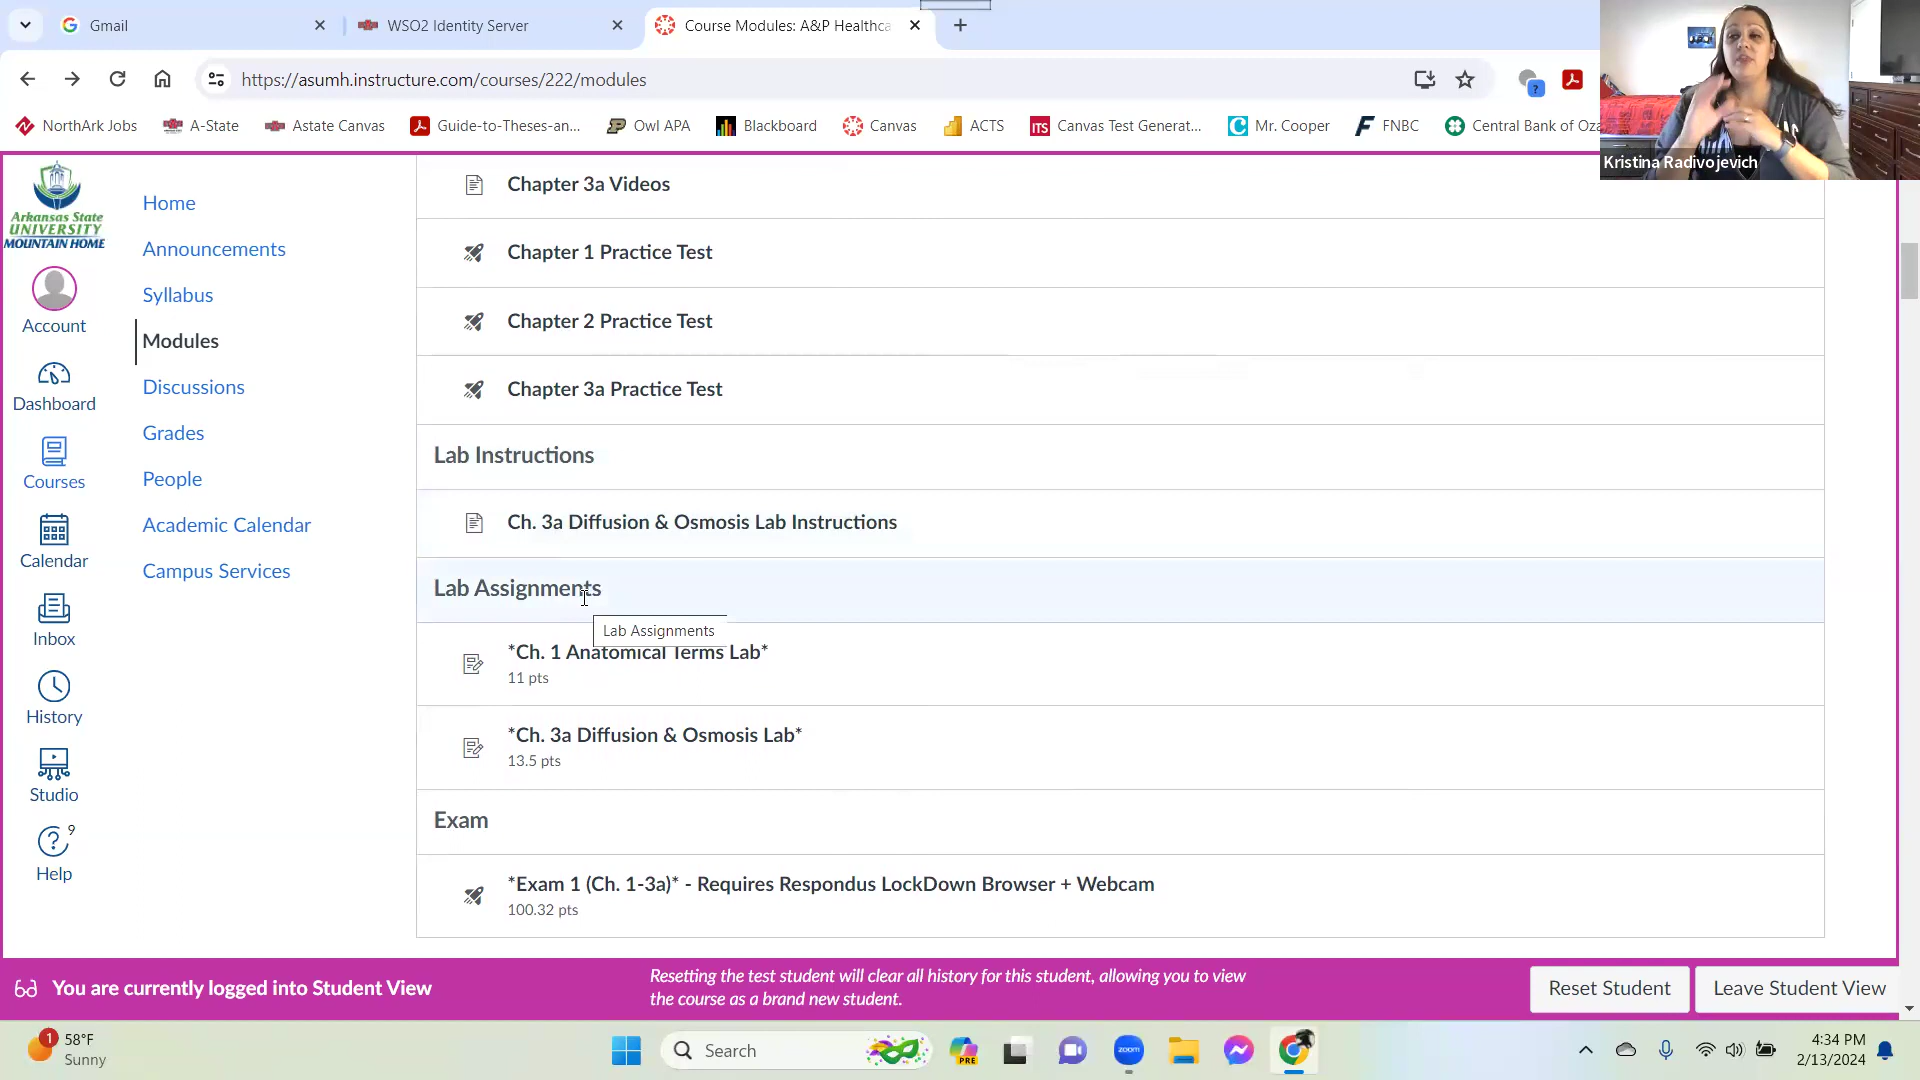 Gmail
WSO2 Identity Server
Course Modules: A&P Healthca
https://asumh.instructure.com/courses/222/modules
NorthArk Jobs
A-State
Astate Canvas
Guide-to-Theses-an...
Owl APA
Blackboard
Canvas
ACTS
ITS
Canvas Test Generat...
Mr. Cooper
FNBC
Central Bank of Oza
Kristina Radivojevich
Arkansas State
UNIVERSITY
MOUNTAIN HOME
Account
Dashboard
Courses
Calendar
Inbox
History
Studio
9
Help
Home
Announcements
Syllabus
Modules
Discussions
Grades
People
Academic Calendar
Campus Services
Chapter 3a Videos
Chapter 1 Practice Test
Chapter 2 Practice Test
Chapter 3a Practice Test
Lab Instructions
Ch. 3a Diffusion & Osmosis Lab Instructions
Lab Assignments
Lab Assignments
*Ch. 1 Anatomical Terms Lab*
11 pts
*Ch. 3a Diffusion & Osmosis Lab*
13.5 pts
Exam
*Exam 1 (Ch. 1-3a)* - Requires Respondus LockDown Browser + Webcam
100.32 pts
You are currently logged into Student View
Resetting the test student will clear all history for this student, allowing you to view
the course as a brand new student.
Reset Student
Leave Student View
1
58°F
Sunny
Search
PRE
zoom
4:34 PM
2/13/2024